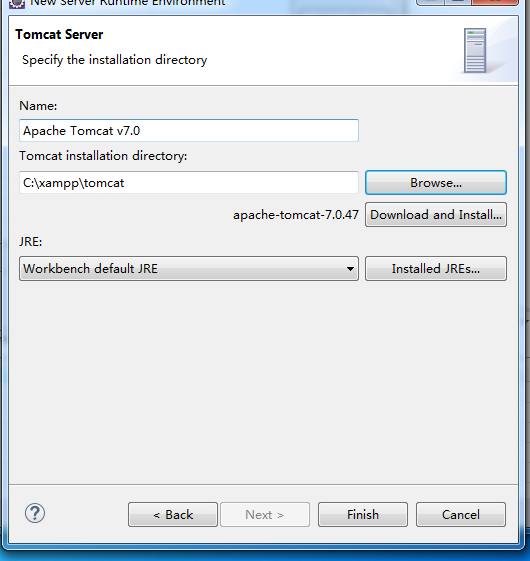 New Server Runtime Environment
Tomcat Server
Specify the installation directory
Name:
Apache Tomcat v7.0
Tomcat installation directory:
C:\xampp\tomcat
Browse...
apache-tomcat-7.0.47
Download and Install...
JRE:
Workbench default JRE
Installed JREs...
?
< Back
Next >
Finish
Cancel